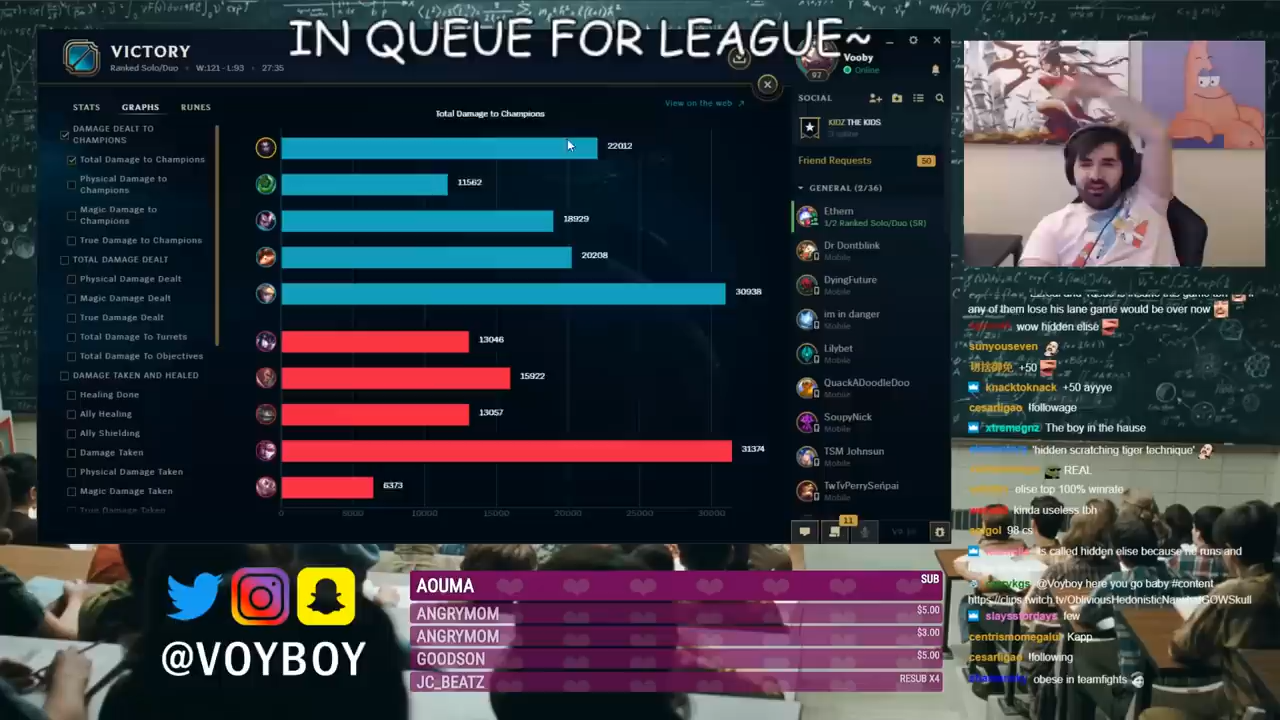 IN QUEUE FOR LEAGUE~
VICTORY
Ranked Solo/Duo • W:121 - L:93 • 27:35
Vooby
Online
97
STATS GRAPHS RUNES
View on the web
Total Damage to Champions
DAMAGE DEALT TO
CHAMPIONS
Total Damage to Champions
Physical Damage to
Champions
Magic Damage to
Champions
True Damage to Champions
TOTAL DAMAGE DEALT
Physical Damage Dealt
Magic Damage Dealt
True Damage Dealt
Total Damage To Turrets
Total Damage To Objectives
DAMAGE TAKEN AND HEALED
Healing Done
Ally Healing
Ally Shielding
Damage Taken
Physical Damage Taken
Magic Damage Taken
True Damage Taken
22012
11562
18929
20208
30938
13046
15922
13057
31374
6373
0 5000 10000 15000 20000 25000 30000
SOCIAL
KIDZ THE KIDS
Friend Requests 50
GENERAL (2/36)
Ethem
1/2 Ranked Solo/Duo (SR)
Dr Dontblink
Mobile
DyingFuture
Mobile
im in danger
Mobile
Lilybet
Mobile
QuackADoodleDoo
Mobile
SoupyNick
Mobile
TSM Johnsun
Mobile
TwTvPerrySeñpai
Mobile
11
any of them lose his lane game would be over now
wow hidden elise
sunyouseven
+50
knacktoknack +50 ayyye
cesarligao !followage
xtremegnz The boy in the hause
'hidden scratching tiger technique'
REAL
elise top 100% winrate
kinda useless tbh
98 cs
Is called hidden else because he runs and
@Voyboy here you go baby #content
slayssfordays few
centrismomegalul Kapp
cesarligao !following
obese in teamfights
@VOYBOY
AOUMA SUB
ANGRYMOM $5.00
ANGRYMOM $3.00
GOODSON $5.00
JC_BEATZ RESUB X4